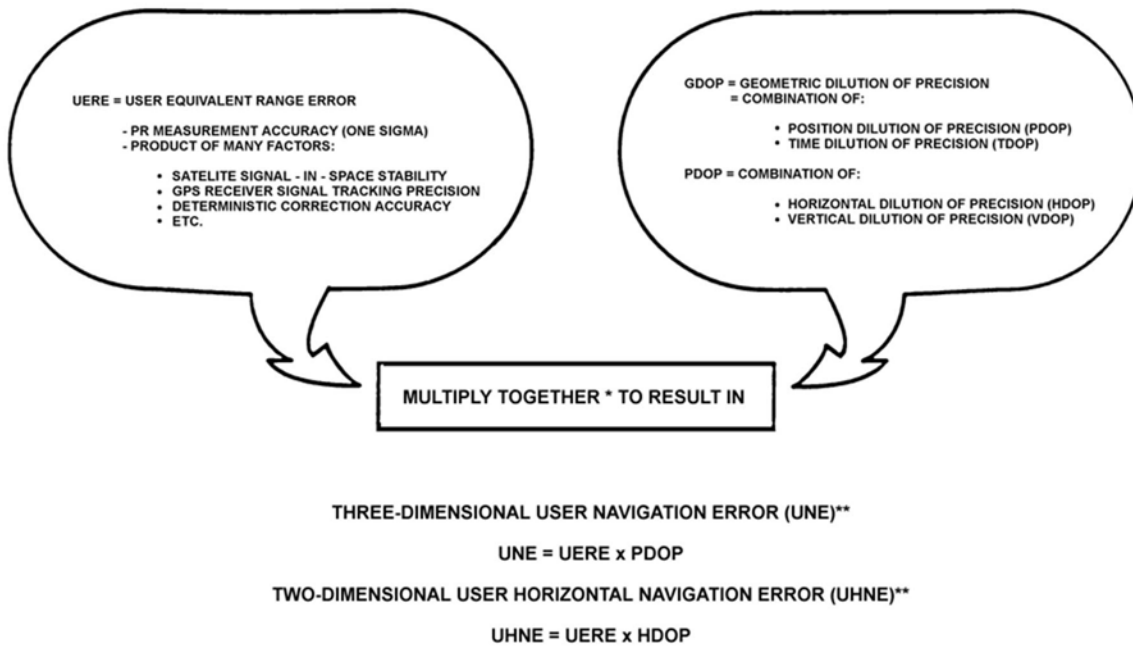 UERE = USER EQUIVALENT RANGE ERROR
- PR MEASUREMENT ACCURACY (ONE SIGMA)
- PRODUCT OF MANY FACTORS:
• SATELITE SIGNAL - IN - SPACE STABILITY
• GPS RECEIVER SIGNAL TRACKING PRECISION
• DETERMINISTIC CORRECTION ACCURACY
• ETC.
GDOP = GEOMETRIC DILUTION OF PRECISION
= COMBINATION OF:
• POSITION DILUTION OF PRECISION (PDOP)
• TIME DILUTION OF PRECISION (TDOP)
PDOP = COMBINATION OF:
• HORIZONTAL DILUTION OF PRECISION (HDOP)
• VERTICAL DILUTION OF PRECISION (VDOP)
MULTIPLY TOGETHER * TO RESULT IN
THREE-DIMENSIONAL USER NAVIGATION ERROR (UNE)**
UNE = UERE x PDOP
TWO-DIMENSIONAL USER HORIZONTAL NAVIGATION ERROR (UHNE)**
UHNE = UERE x HDOP